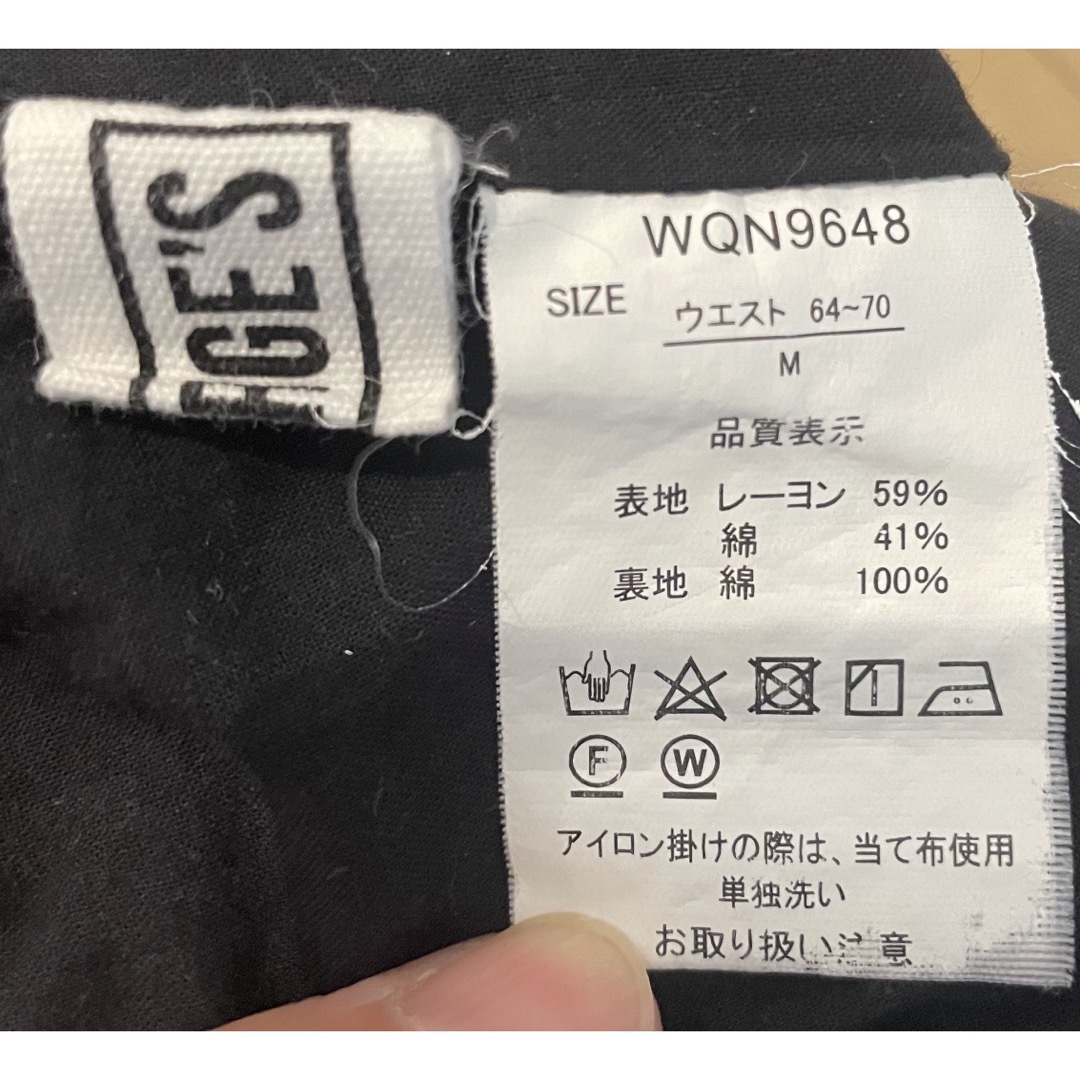 WQN9648
SIZE ウエスト 64~70
M
品質表示
表地 レーヨン 59%
綿 41%
裏地 綿 100%
F W
アイロン掛けの際は、当て布使用
単独洗い
お取り扱い注意